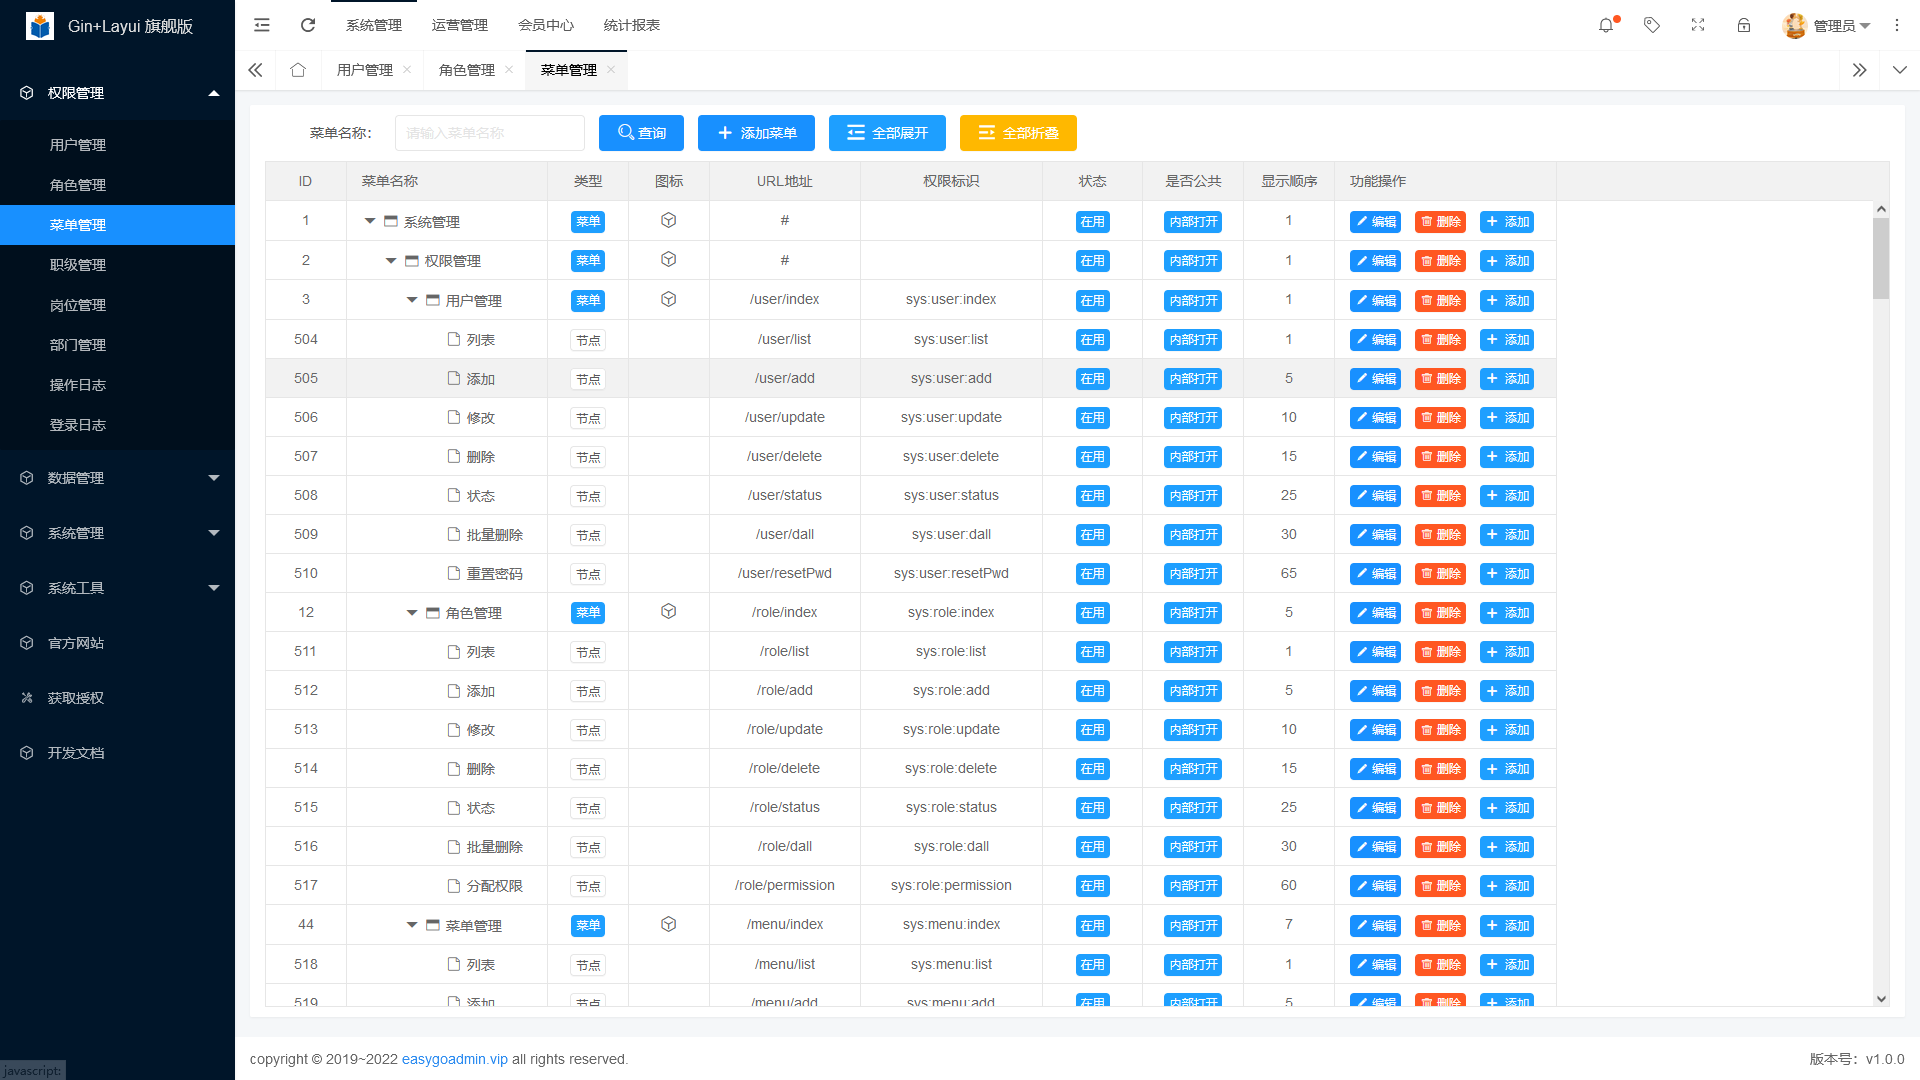 Gin+Layui 旗舰版
系统管理 运营管理 会员中心 统计报表 管理员
用户管理 角色管理 菜单管理
权限管理
用户管理
角色管理
菜单管理
职级管理
岗位管理
部门管理
操作日志
登录日志
数据管理
系统管理
系统工具
官方网站
获取授权
开发文档
菜单名称： 请输入菜单名称 查询 添加菜单 全部展开 全部折叠
ID 菜单名称 类型 图标 URL地址 权限标识 状态 是否公共 显示顺序 功能操作
1 系统管理 菜单 # 在用 内部打开 1 编辑 删除 添加
2 权限管理 菜单 # 在用 内部打开 1 编辑 删除 添加
3 用户管理 菜单 /user/index sys:user:index 在用 内部打开 1 编辑 删除 添加
504 列表 节点 /user/list sys:user:list 在用 内部打开 1 编辑 删除 添加
505 添加 节点 /user/add sys:user:add 在用 内部打开 5 编辑 删除 添加
506 修改 节点 /user/update sys:user:update 在用 内部打开 10 编辑 删除 添加
507 删除 节点 /user/delete sys:user:delete 在用 内部打开 15 编辑 删除 添加
508 状态 节点 /user/status sys:user:status 在用 内部打开 25 编辑 删除 添加
509 批量删除 节点 /user/dall sys:user:dall 在用 内部打开 30 编辑 删除 添加
510 重置密码 节点 /user/resetPwd sys:user:resetPwd 在用 内部打开 65 编辑 删除 添加
12 角色管理 菜单 /role/index sys:role:index 在用 内部打开 5 编辑 删除 添加
511 列表 节点 /role/list sys:role:list 在用 内部打开 1 编辑 删除 添加
512 添加 节点 /role/add sys:role:add 在用 内部打开 5 编辑 删除 添加
513 修改 节点 /role/update sys:role:update 在用 内部打开 10 编辑 删除 添加
514 删除 节点 /role/delete sys:role:delete 在用 内部打开 15 编辑 删除 添加
515 状态 节点 /role/status sys:role:status 在用 内部打开 25 编辑 删除 添加
516 批量删除 节点 /role/dall sys:role:dall 在用 内部打开 30 编辑 删除 添加
517 分配权限 节点 /role/permission sys:role:permission 在用 内部打开 60 编辑 删除 添加
44 菜单管理 菜单 /menu/index sys:menu:index 在用 内部打开 7 编辑 删除 添加
518 列表 节点 /menu/list sys:menu:list 在用 内部打开 1 编辑 删除 添加
519 添加 节点 /menu/add sys:menu:add 在用 内部打开 5 编辑 删除 添加
copyright © 2019~2022 easygoadmin.vip all rights reserved. 版本号：v1.0.0
javascript: